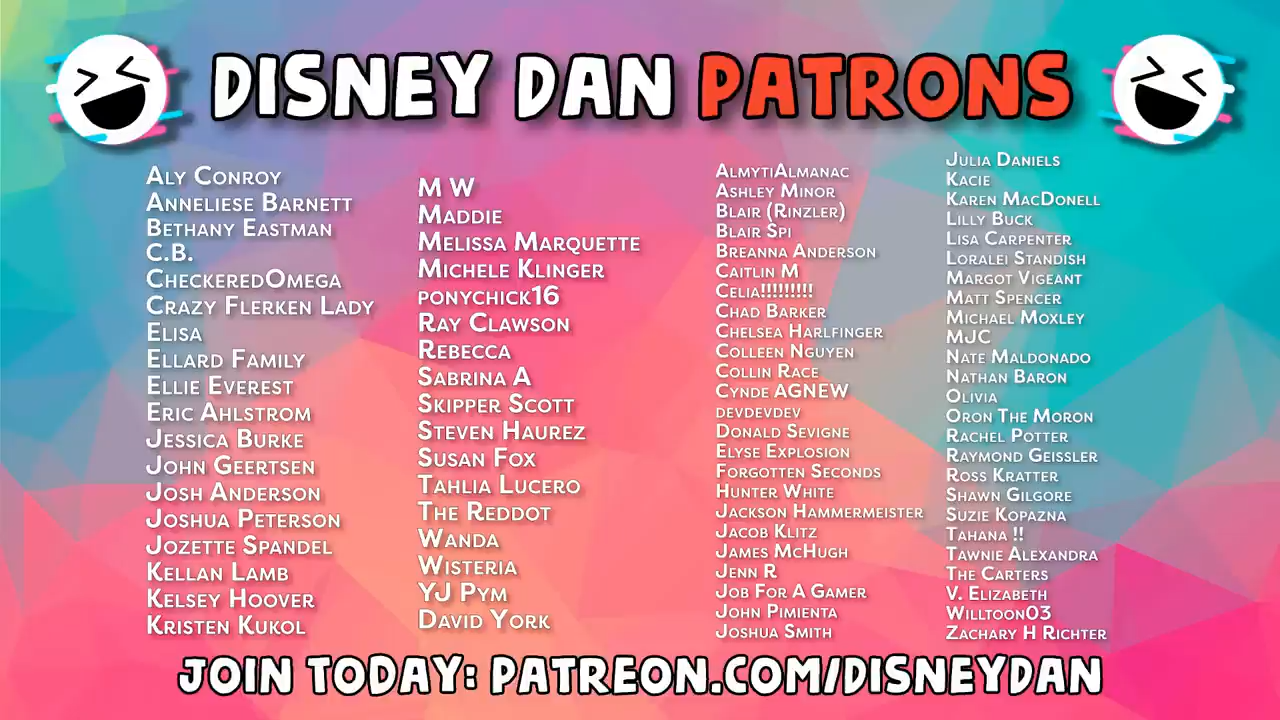 DISNEY DAN PATRONS
Aly Conroy
Anneliese Barnett
Bethany Eastman
C.B.
CheckeredOmega
Crazy Flerken Lady
Elisa
Ellard Family
Ellie Everest
Eric Ahlstrom
Jessica Burke
John Geertsen
Josh Anderson
Joshua Peterson
Jozette Spandel
Kellan Lamb
Kelsey Hoover
Kristen Kukol
M W
Maddie
Melissa Marquette
Michele Klinger
ponychick16
Ray Clawson
Rebecca
Sabrina A
Skipper Scott
Steven Haurez
Susan Fox
Tahlia Lucero
The Reddot
Wanda
Wisteria
YJ Pym
David York
AlmytiAlmanac
Ashley Minor
Blair (Rinzler)
Blair Spi
Breanna Anderson
Caitlin M
Celia!!!!!!!!!
Chad Barker
Chelsea Harlfinger
Colleen Nguyen
Collin Race
Cynde AGNEW
devdevdev
Donald Sevigne
Elyse Explosion
Forgotten Seconds
Hunter White
Jackson Hammermeister
Jacob Klitz
James McHugh
Jenn R
Job For A Gamer
John Pimienta
Joshua Smith
Julia Daniels
Kacie
Karen MacDonell
Lilly Buck
Lisa Carpenter
Loralei Standish
Margot Vigeant
Matt Spencer
Michael Moxley
MJC
Nate Maldonado
Nathan Baron
Olivia
Oron The Moron
Rachel Potter
Raymond Geissler
Ross Kratter
Shawn Gilgore
Suzie Kopazna
Tahana !!
Tawnie Alexandra
The Carters
V. Elizabeth
Willtoon03
Zachary H Richter
JOIN TODAY: PATREON.COM/DISNEYDAN